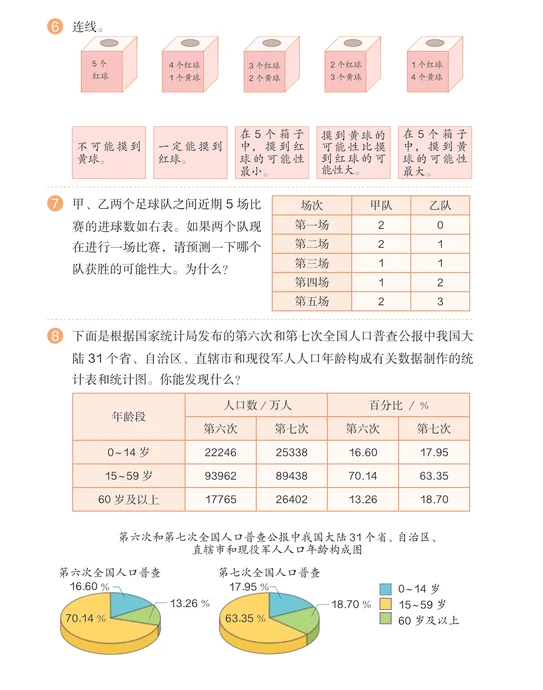 6 连线。
5 个
红球
4 个红球
1 个黄球
3 个红球
2 个黄球
2 个红球
3 个黄球
1 个红球
4 个黄球
不可能摸到
黄球。
一定能摸到
红球。
在 5 个箱子
中，摸到红
球的可能性
最小。
摸到黄球的
可能性比摸
到红球的可
能性大。
在 5 个箱子
中，摸到黄
球的可能性
最大。
7 甲、乙两个足球队之间近期 5 场比
赛的进球数如右表。如果两个队现
在进行一场比赛，请预测一下哪个
队获胜的可能性大。为什么？
场次 甲队 乙队
第一场 2 0
第二场 2 1
第三场 1 1
第四场 1 2
第五场 2 3
8 下面是根据国家统计局发布的第六次和第七次全国人口普查公报中我国大
陆 31 个省、自治区、直辖市和现役军人人口年龄构成有关数据制作的统
计表和统计图。你能发现什么？
年龄段 人口数 / 万人 百分比 / %
第六次 第七次 第六次 第七次
0~14 岁 22246 25338 16.60 17.95
15~59 岁 93962 89438 70.14 63.35
60 岁及以上 17765 26402 13.26 18.70
第六次和第七次全国人口普查公报中我国大陆 31 个省、自治区、
直辖市和现役军人人口年龄构成图
第六次全国人口普查
16.60 %
13.26 %
70.14 %
第七次全国人口普查
17.95 %
18.70 %
63.35 %
0~14 岁
15~59 岁
60 岁及以上